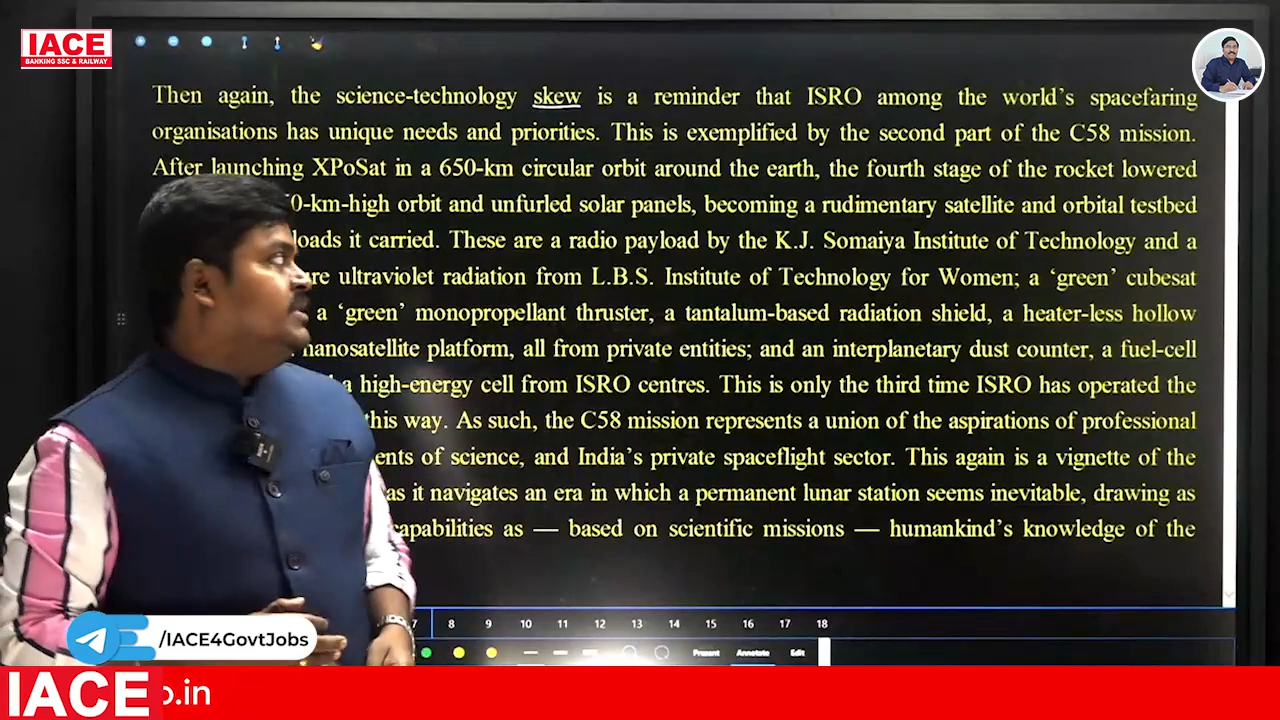 IACE
BANKING SSC & RAILWAY
Then again, the science-technology skew is a reminder that ISRO among the world's spacefaring
organisations has unique needs and priorities. This is exemplified by the second part of the C58 mission.
After launching XPoSat in a 650-km circular orbit around the earth, the fourth stage of the rocket lowered
0-km-high orbit and unfurled solar panels, becoming a rudimentary satellite and orbital testbed
loads it carried. These are a radio payload by the K.J. Somaiya Institute of Technology and a
re ultraviolet radiation from L.B.S. Institute of Technology for Women; a 'green' cubesat
a 'green' monopropellant thruster, a tantalum-based radiation shield, a heater-less hollow
nanosatellite platform, all from private entities; and an interplanetary dust counter, a fuel-cell
a high-energy cell from ISRO centres. This is only the third time ISRO has operated the
this way. As such, the C58 mission represents a union of the aspirations of professional
ents of science, and India's private spaceflight sector. This again is a vignette of the
as it navigates an era in which a permanent lunar station seems inevitable, drawing as
capabilities as — based on scientific missions — humankind's knowledge of the
7 8 9 10 11 12 13 14 15 16 17 18
Present Annotate Edit
/IACE4GovtJobs
IACE
o.in